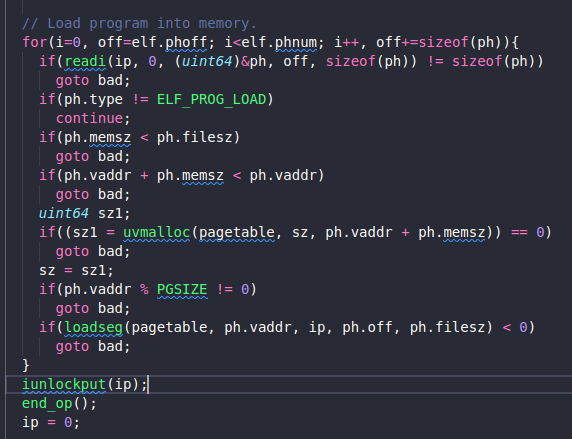 // Load program into memory.
for(i=0, off=elf.phoff; i<elf.phnum; i++, off+=sizeof(ph)){
  if(readi(ip, 0, (uint64)&ph, off, sizeof(ph)) != sizeof(ph))
    goto bad;
  if(ph.type != ELF_PROG_LOAD)
    continue;
  if(ph.memsz < ph.filesz)
    goto bad;
  if(ph.vaddr + ph.memsz < ph.vaddr)
    goto bad;
  uint64 sz1;
  if((sz1 = uvmalloc(pagetable, sz, ph.vaddr + ph.memsz)) == 0)
    goto bad;
  sz = sz1;
  if(ph.vaddr % PGSIZE != 0)
    goto bad;
  if(loadseg(pagetable, ph.vaddr, ip, ph.off, ph.filesz) < 0)
    goto bad;
}
iunlockput(ip);
end_op();
ip = 0;